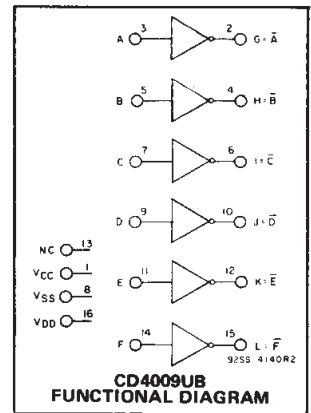 A 3 2 G = A̅
B 5 4 H = B̅
C 7 6 I = C̅
D 9 10 J = D̅
NC 13
VCC 1
E 11 12 K = E̅
VSS 8
VDD 16
F 14 15 L = F̅
92SS 4140R2
CD4009UB
FUNCTIONAL DIAGRAM